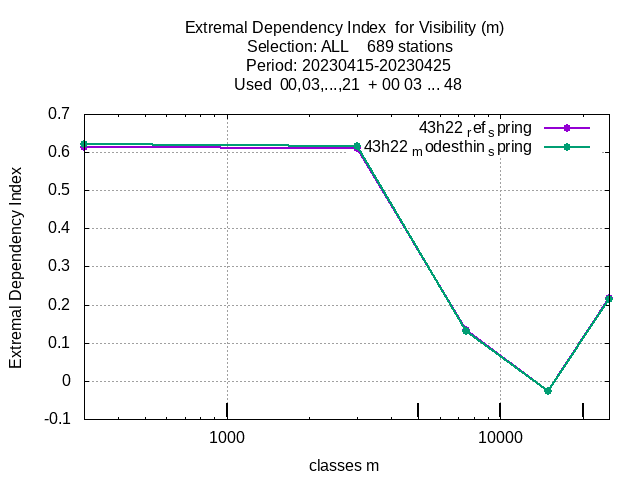 Extremal Dependency Index  for Visibility (m)
Selection: ALL    689 stations
Period: 20230415-20230425
Used  00,03,...,21  + 00 03 ... 48
0.7
0.6
0.5
0.4
0.3
0.2
0.1
0
-0.1
Extremal Dependency Index
43h22 ref spring
43h22 modesthin spring
1000
10000
classes m